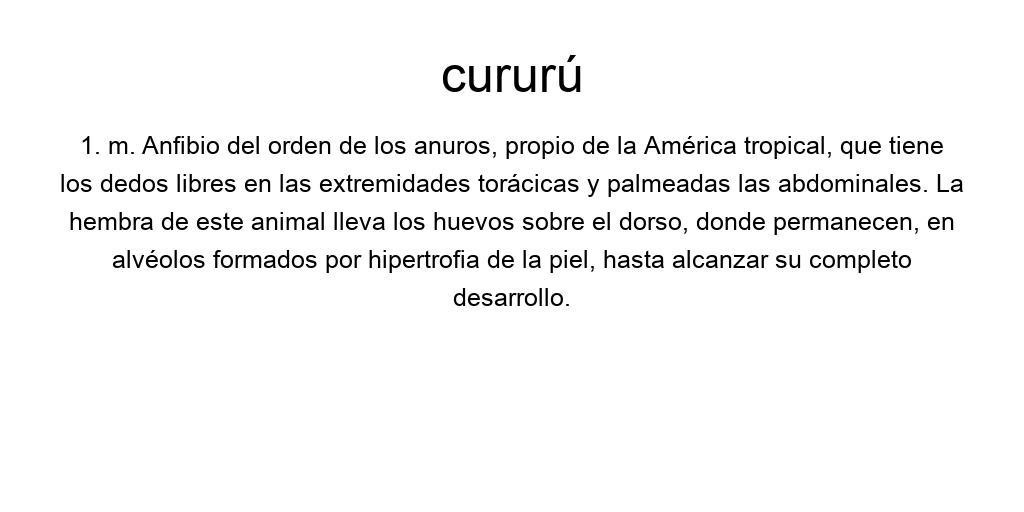 cururú
1. m. Anfibio del orden de los anuros, propio de la América tropical, que tiene
los dedos libres en las extremidades torácicas y palmeadas las abdominales. La
hembra de este animal lleva los huevos sobre el dorso, donde permanecen, en
alvéolos formados por hipertrofia de la piel, hasta alcanzar su completo
desarrollo.